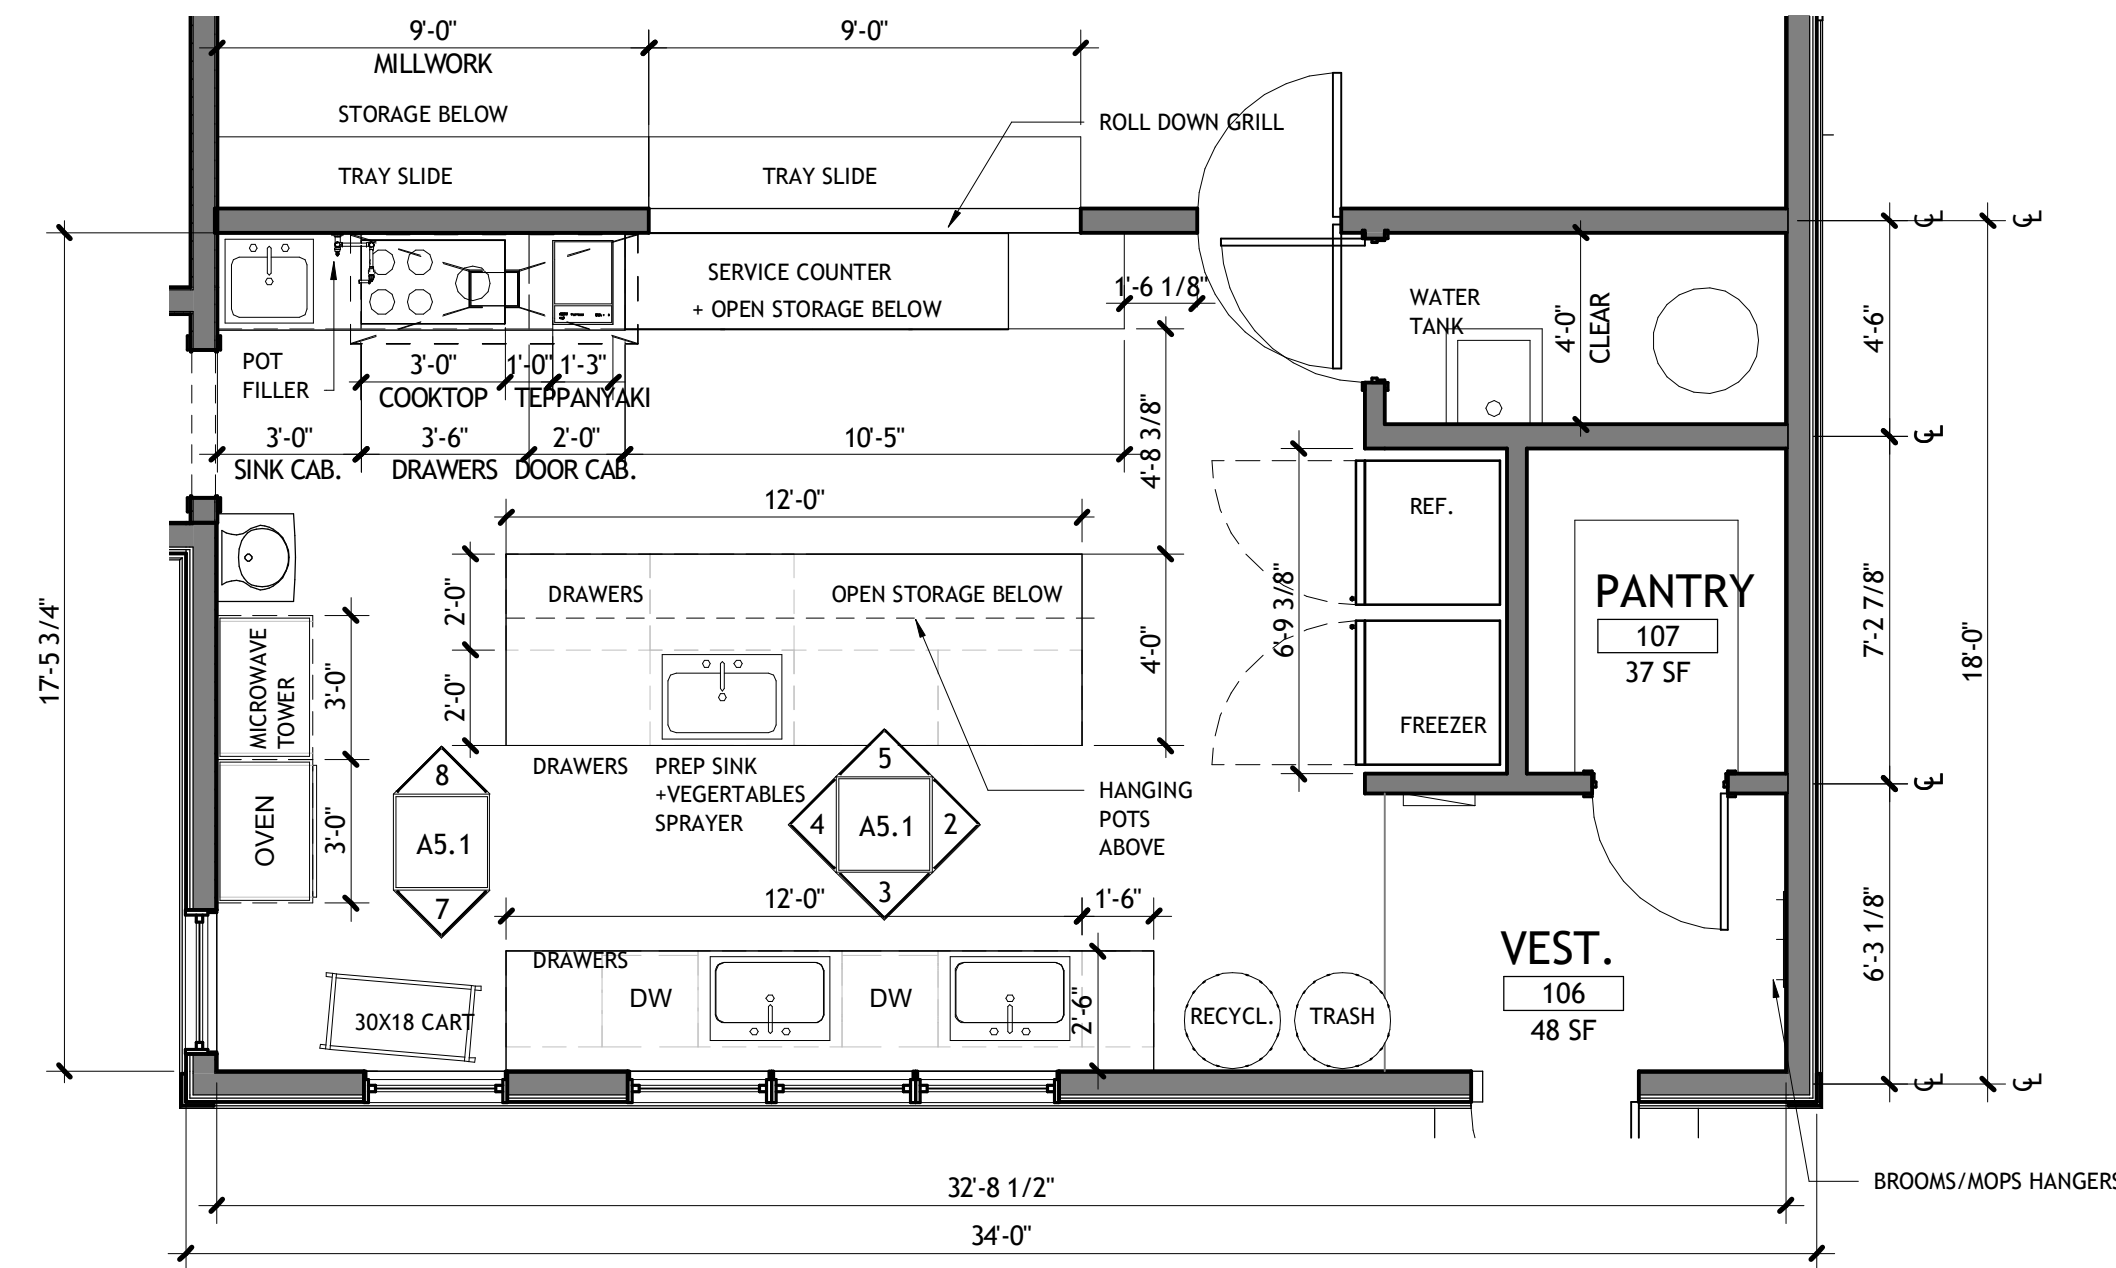 9'-0"
9'-0"
MILLWORK
STORAGE BELOW
ROLL DOWN GRILL
TRAY SLIDE
TRAY SLIDE
℄
℄
SERVICE COUNTER
+ OPEN STORAGE BELOW
1'-6 1/8"
WATER
TANK
4'-0"
CLEAR
4'-6"
POT
FILLER
3'-0"
1'-0"
1'-3"
COOKTOP
TEPPANYAKI
3'-0"
3'-6"
2'-0"
10'-5"
4'-8 3/8"
℄
SINK CAB.
DRAWERS
DOOR CAB.
12'-0"
REF.
2'-0"
DRAWERS
OPEN STORAGE BELOW
6'-9 3/8"
PANTRY
107
37 SF
7'-2 7/8"
18'-0"
17'-5 3/4"
MICROWAVE
TOWER
3'-0"
2'-0"
4'-0"
FREEZER
8
A5.1
7
DRAWERS
PREP SINK
+VEGERTABLES
SPRAYER
5
4
A5.1
2
3
HANGING
POTS
ABOVE
℄
OVEN
3'-0"
12'-0"
1'-6"
VEST.
106
48 SF
6'-3 1/8"
DRAWERS
DW
DW
2'-6"
30X18 CART
RECYCL.
TRASH
℄
℄
BROOMS/MOPS HANGERS
32'-8 1/2"
34'-0"